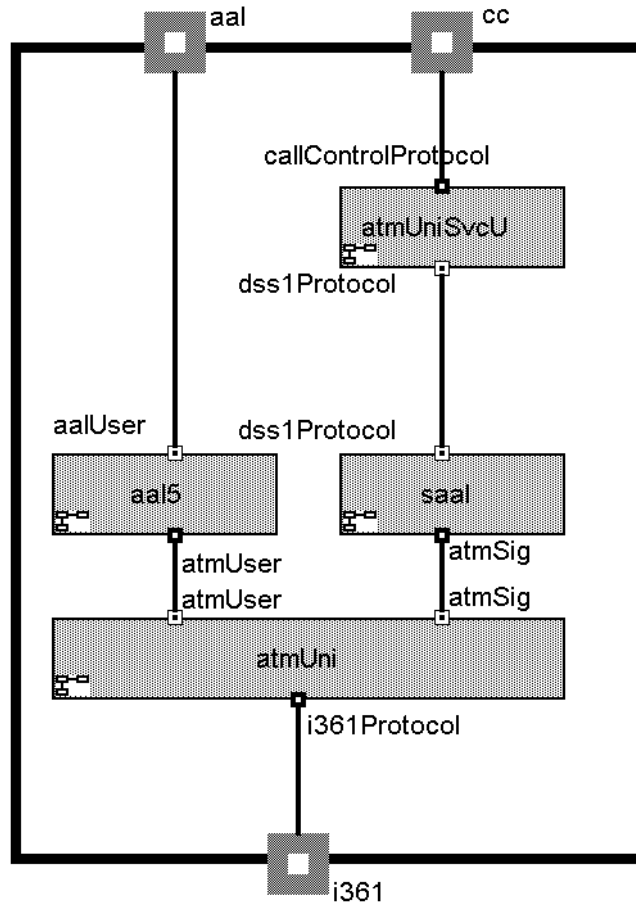 aal
cc
callControlProtocol
atmUniSvcU
dss1Protocol
aalUser
dss1Protocol
aal5
saal
atmUser
atmSig
atmUser
atmSig
atmUni
i361Protocol
i361